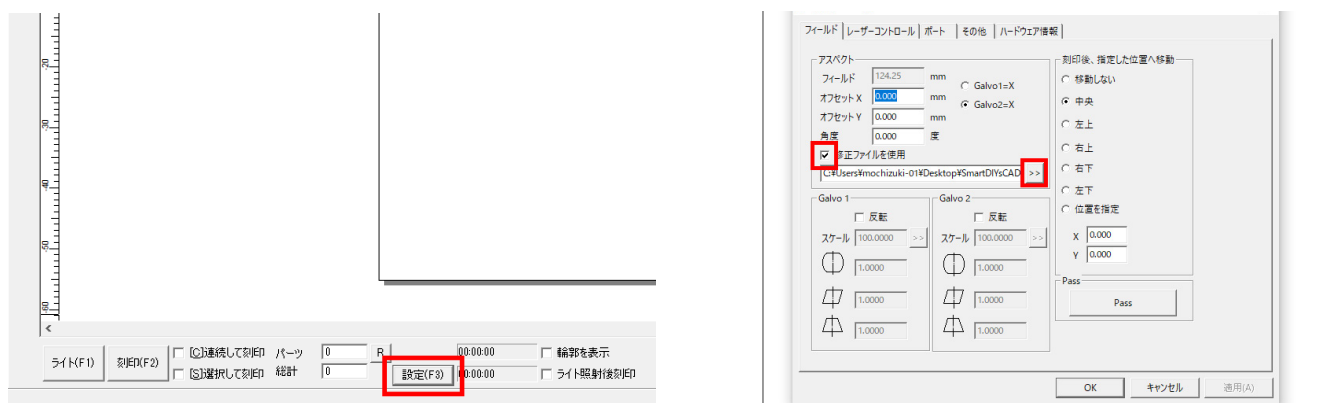 -20
-30
-40
-50
-60
<
ライト(F1)
刻印(F2)
[C]連続して刻印
パーツ
0
R
00:00:00
輪郭を表示
[S]選択して刻印
総計
0
設定(F3)
00:00:00
ライト照射後刻印
フィールド
レーザーコントロール
ポート
その他
ハードウェア情報
アスペクト
フィールド 124.25 mm
オフセット X 0.000 mm
オフセット Y 0.000 mm
角度 0.000 度
Galvo1=X
Galvo2=X
修正ファイルを使用
C:¥Users¥mochizuki-01¥Desktop¥SmartDIYsCAD >>
Galvo 1
反転
スケール 100.0000 >>
1.0000
1.0000
1.0000
Galvo 2
反転
スケール 100.0000 >>
1.0000
1.0000
1.0000
刻印後、指定した位置へ移動
移動しない
中央
左上
右上
右下
左下
位置を指定
X 0.000
Y 0.000
Pass
Pass
OK
キャンセル
適用(A)